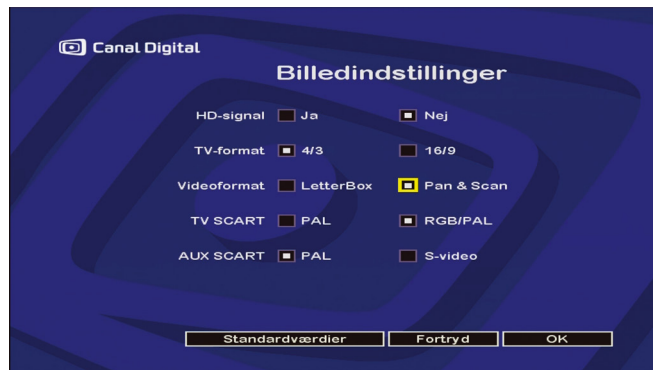 Canal Digital
Billedindstillinger
HD-signal Ja Nej
TV-format 4/3 16/9
Videoformat LetterBox Pan & Scan
TV SCART PAL RGB/PAL
AUX SCART PAL S-video
Standardværdier Fortryd OK